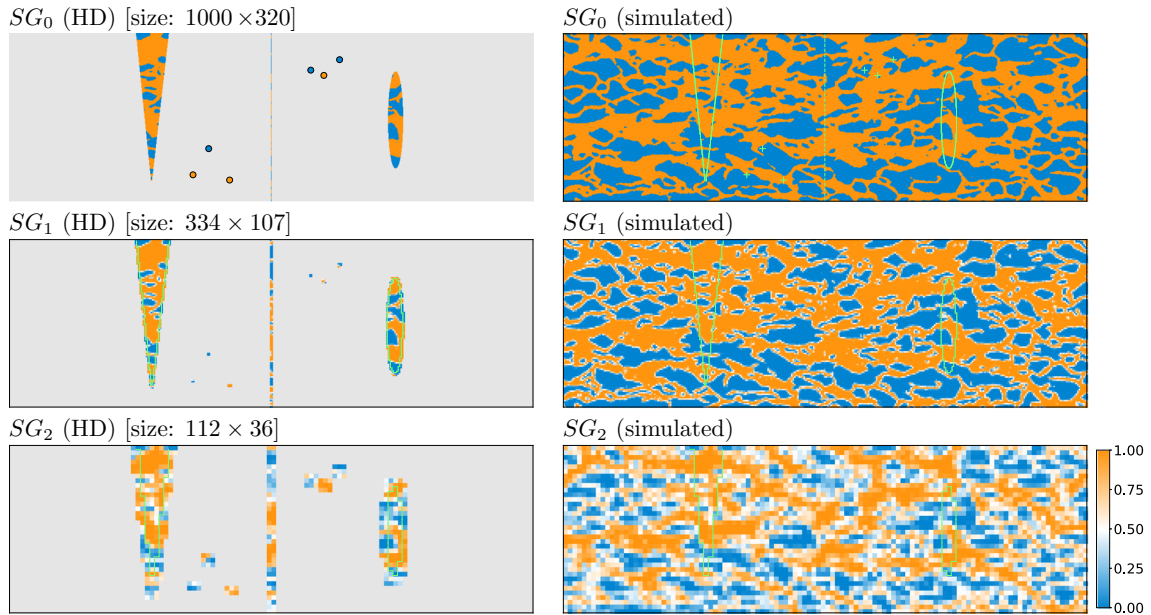 SG₀ (HD) [size: 1000 × 320]
SG₀ (simulated)
SG₁ (HD) [size: 334 × 107]
SG₁ (simulated)
SG₂ (HD) [size: 112 × 36]
SG₂ (simulated)
1.00
0.75
0.50
0.25
0.00